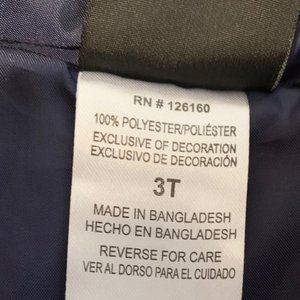 RN # 126160
100% POLYESTER/POLIÉSTER
EXCLUSIVE OF DECORATION
EXCLUSIVO DE DECORACIÓN
3T
MADE IN BANGLADESH
HECHO EN BANGLADESH
REVERSE FOR CARE
VER AL DORSO PARA EL CUIDADO